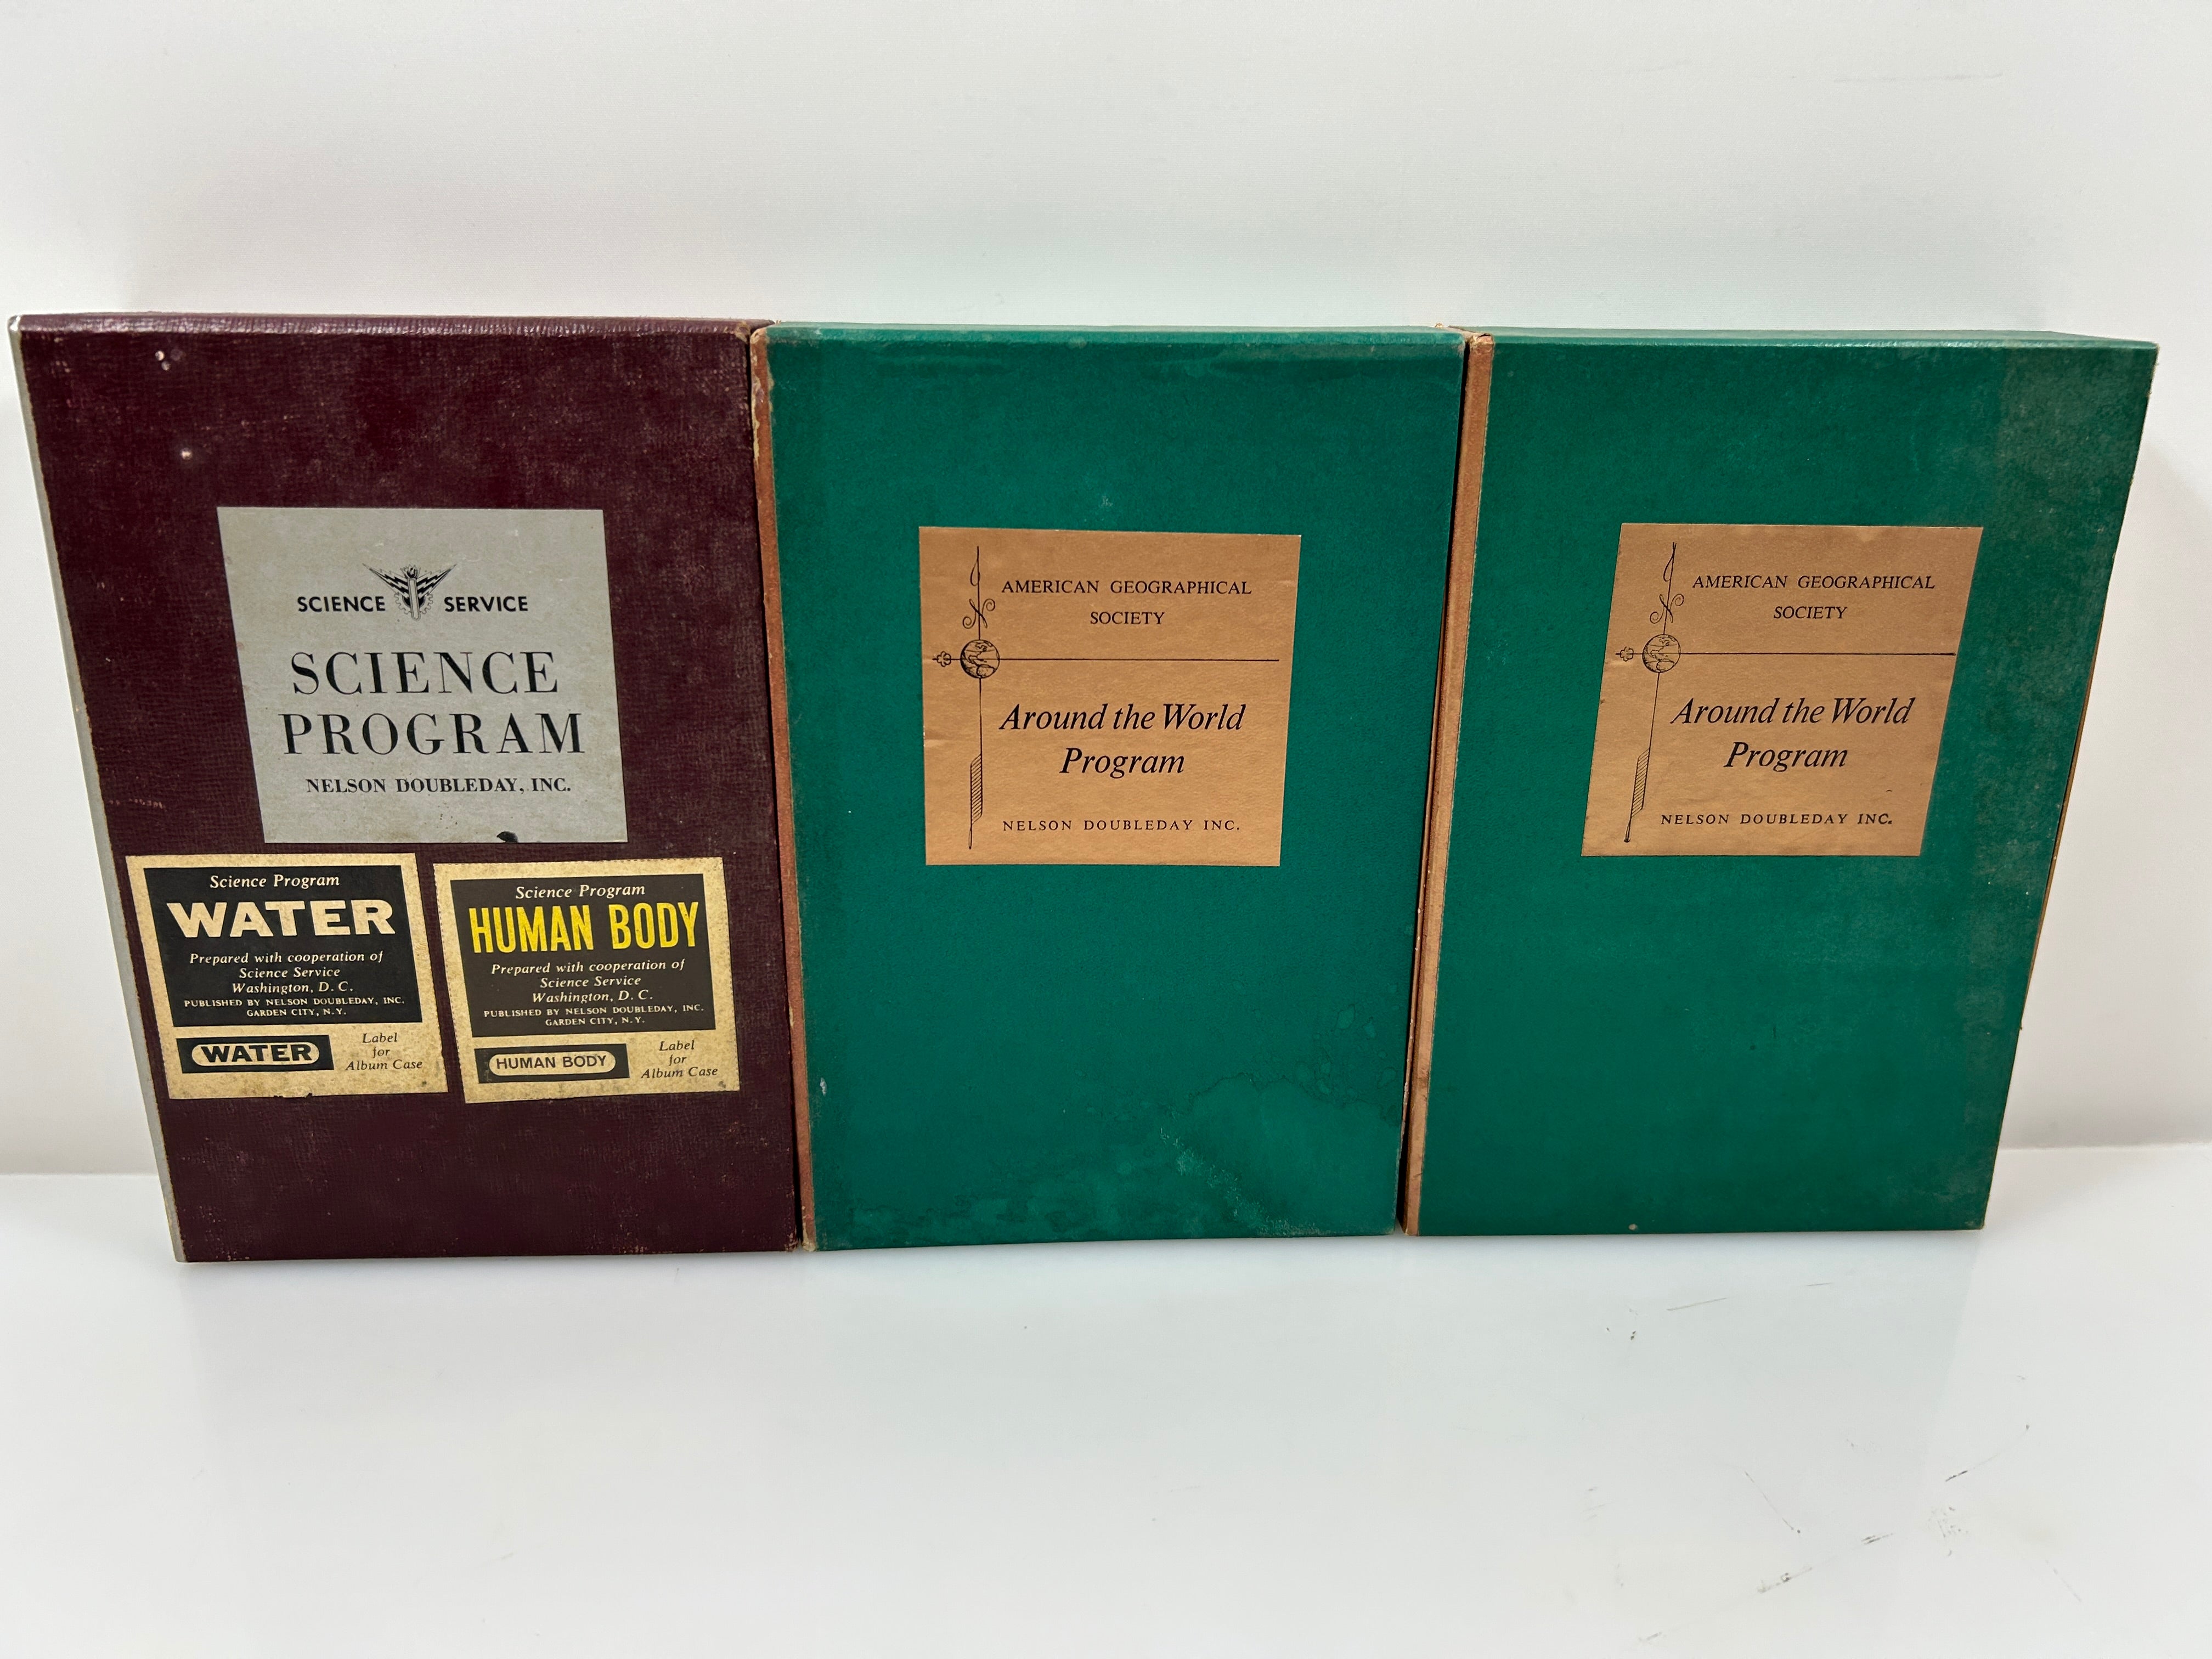 SCIENCE SERVICE
SCIENCE
PROGRAM
NELSON DOUBLEDAY, INC.
Science Program
WATER
Prepared with cooperation of
Science Service
Washington, D. C.
PUBLISHED BY NELSON DOUBLEDAY, INC.
GARDEN CITY, N.Y.
WATER
Label
for
Album Case
Science Program
HUMAN BODY
Prepared with cooperation of
Science Service
Washington, D. C.
PUBLISHED BY NELSON DOUBLEDAY, INC.
GARDEN CITY, N.Y.
HUMAN BODY
Label
for
Album Case
AMERICAN GEOGRAPHICAL
SOCIETY
N
Around the World
Program
NELSON DOUBLEDAY INC.
AMERICAN GEOGRAPHICAL
SOCIETY
N
Around the World
Program
NELSON DOUBLEDAY INC.